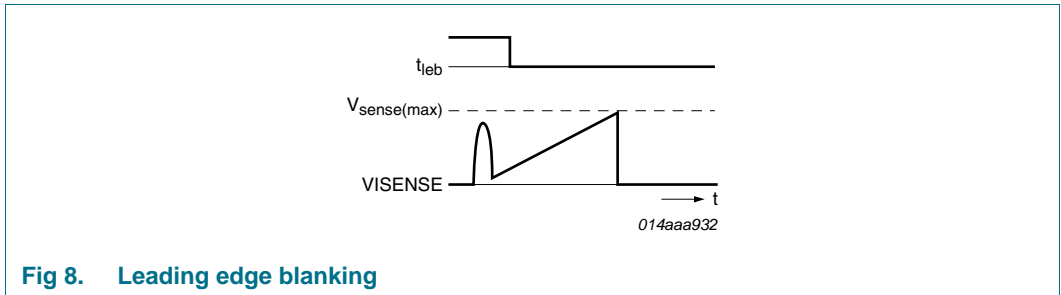 tleb
Vsense(max)
VISENSE
t
014aaa932
Fig 8. Leading edge blanking